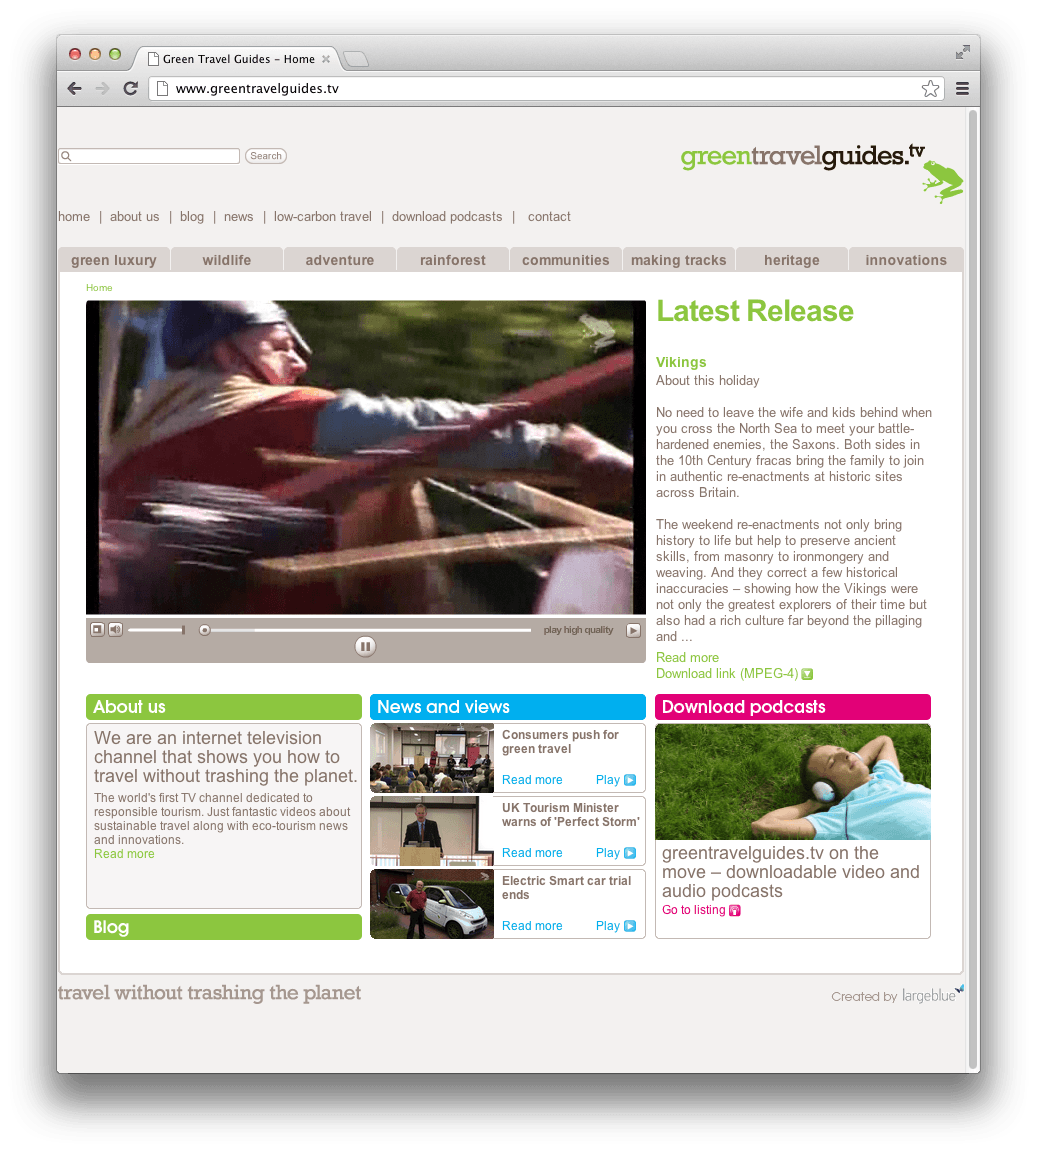 Green Travel Guides - Home
www.greentravelguides.tv
Search
greentravelguides.tv
home | about us | blog | news | low-carbon travel | download podcasts | contact
green luxury wildlife adventure rainforest communities making tracks heritage innovations
Home
Latest Release
Vikings
About this holiday
No need to leave the wife and kids behind when
you cross the North Sea to meet your battle-
hardened enemies, the Saxons. Both sides in
the 10th Century fracas bring the family to join
in authentic re-enactments at historic sites
across Britain.
The weekend re-enactments not only bring
history to life but help to preserve ancient
skills, from masonry to ironmongery and
weaving. And they correct a few historical
inaccuracies – showing how the Vikings were
not only the greatest explorers of their time but
also had a rich culture far beyond the pillaging
and ...
Read more
Download link (MPEG-4)
play high quality
About us
We are an internet television
channel that shows you how to
travel without trashing the planet.
The world's first TV channel dedicated to
responsible tourism. Just fantastic videos about
sustainable travel along with eco-tourism news
and innovations.
Read more
Blog
News and views
Consumers push for
green travel
Read more Play
UK Tourism Minister
warns of 'Perfect Storm'
Read more Play
Electric Smart car trial
ends
Read more Play
Download podcasts
greentravelguides.tv on the
move – downloadable video and
audio podcasts
Go to listing
travel without trashing the planet
Created by largeblue